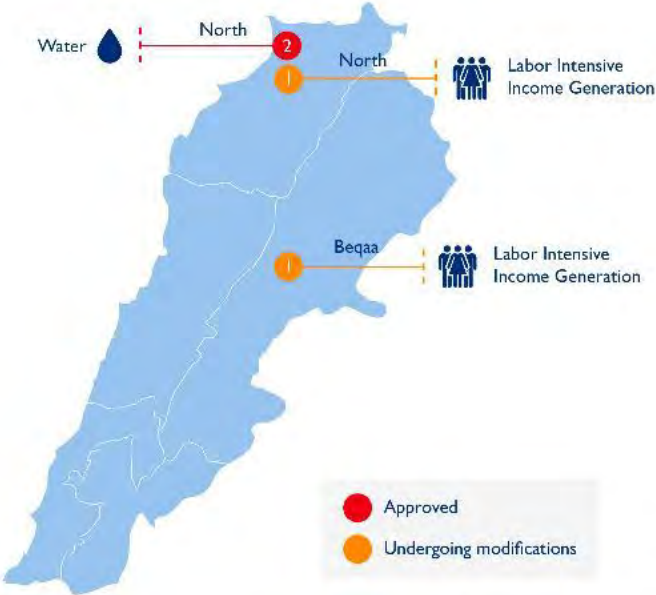 North
Water
2
North
1
Labor Intensive
Income Generation
Beqaa
1
Labor Intensive
Income Generation
Approved
Undergoing modifications